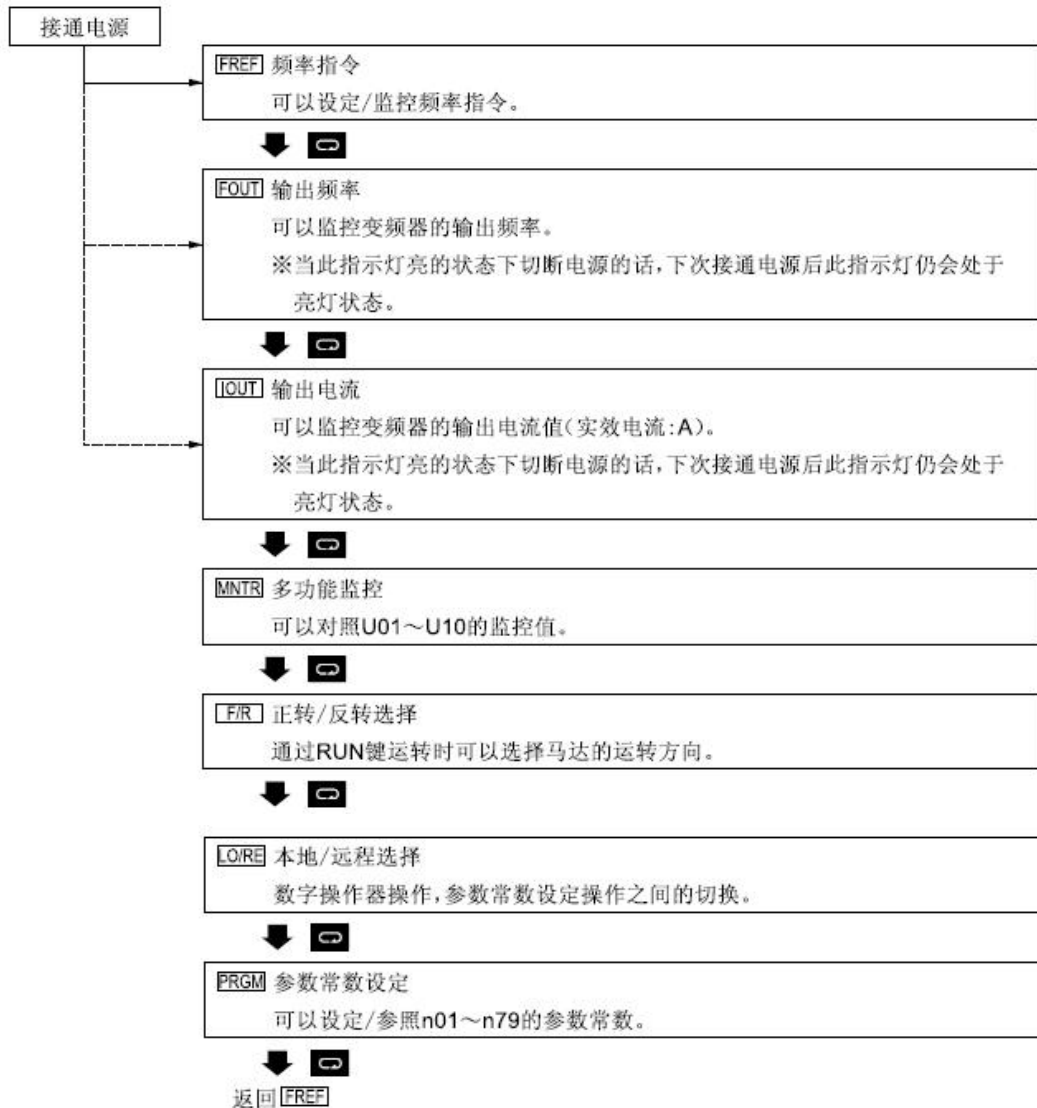 接通电源
FREF 频率指令
可以设定/监控频率指令。
FOUT 输出频率
可以监控变频器的输出频率。
※当此指示灯亮的状态下切断电源的话,下次接通电源后此指示灯仍会处于
亮灯状态。
IOUT 输出电流
可以监控变频器的输出电流值(实效电流:A)。
※当此指示灯亮的状态下切断电源的话,下次接通电源后此指示灯仍会处于
亮灯状态。
MNTR 多功能监控
可以对照U01～U10的监控值。
F/R 正转/反转选择
通过RUN键运转时可以选择马达的运转方向。
LO/RE 本地/远程选择
数字操作器操作,参数常数设定操作之间的切换。
PRGM 参数常数设定
可以设定/参照n01～n79的参数常数。
返回 FREF